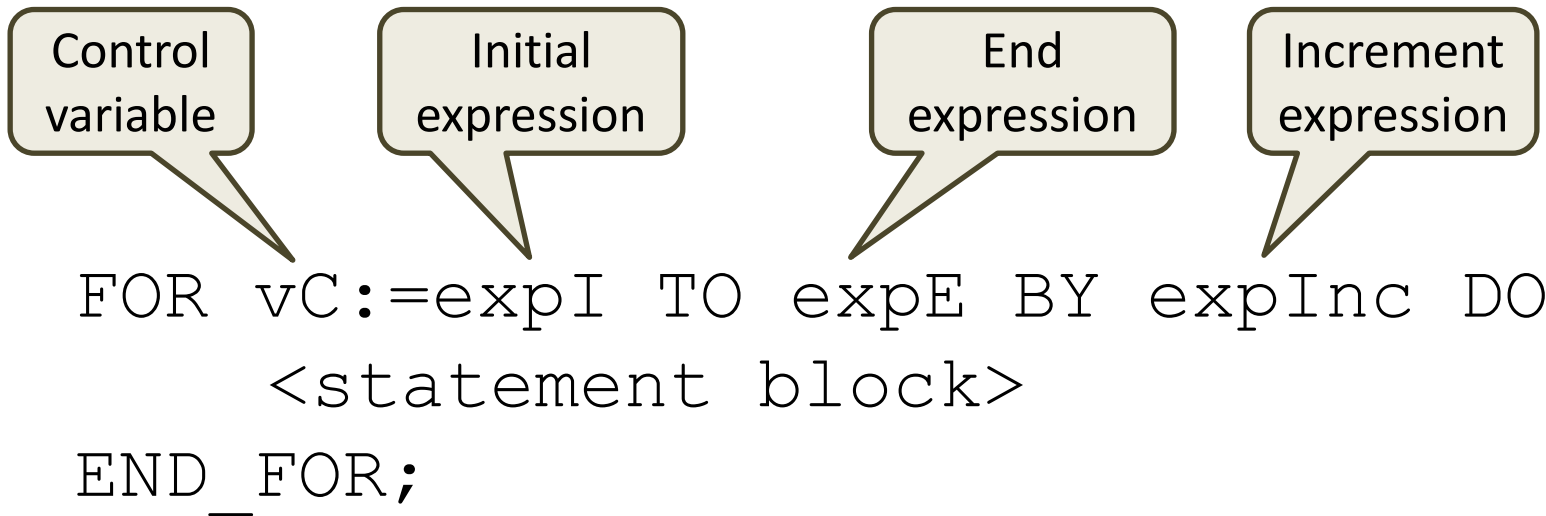 Control
variable
Initial
expression
End
expression
Increment
expression
FOR vC:=expI TO expE BY expInc DO
<statement block>
END_FOR;